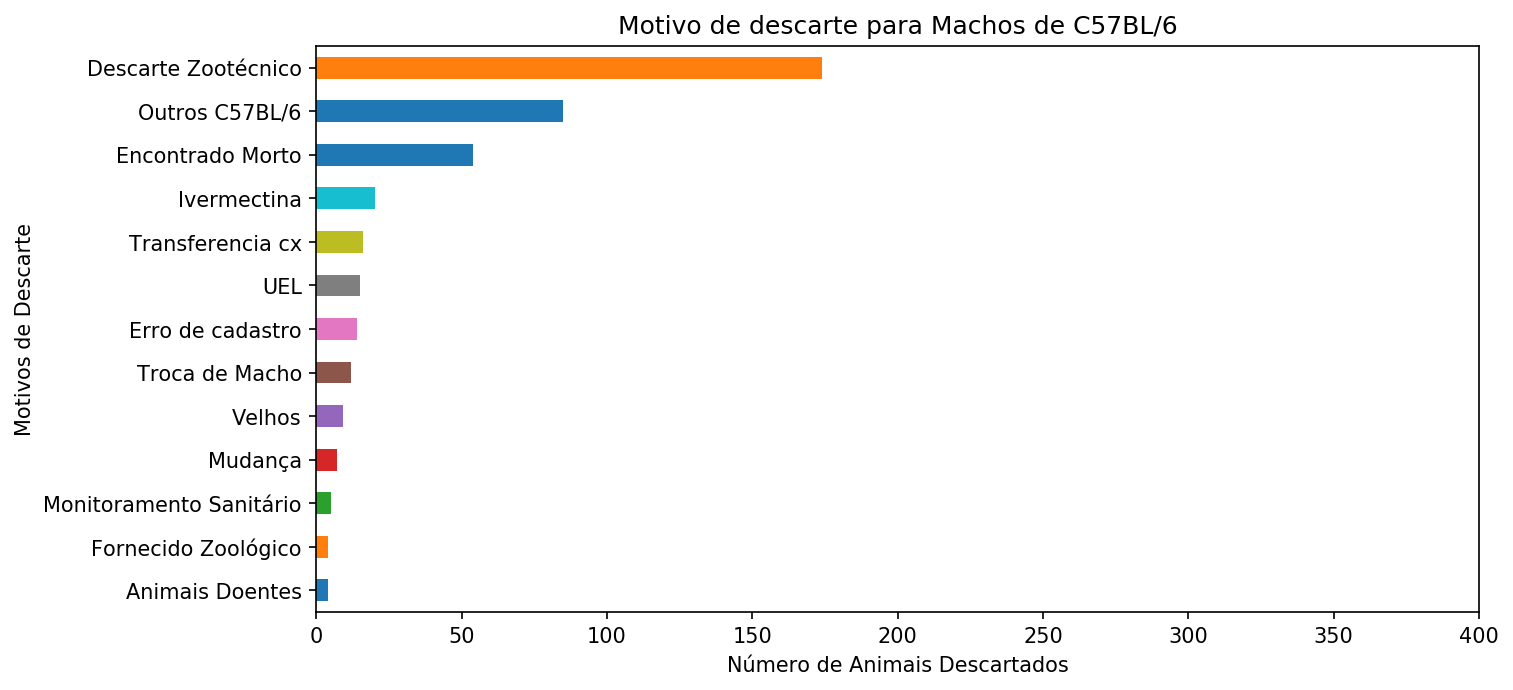 Motivo de descarte para Machos de C57BL/6
Motivos de Descarte
Descarte Zootécnico
Outros C57BL/6
Encontrado Morto
Ivermectina
Transferencia cx
UEL
Erro de cadastro
Troca de Macho
Velhos
Mudança
Monitoramento Sanitário
Fornecido Zoológico
Animais Doentes
0 50 100 150 200 250 300 350 400
Número de Animais Descartados